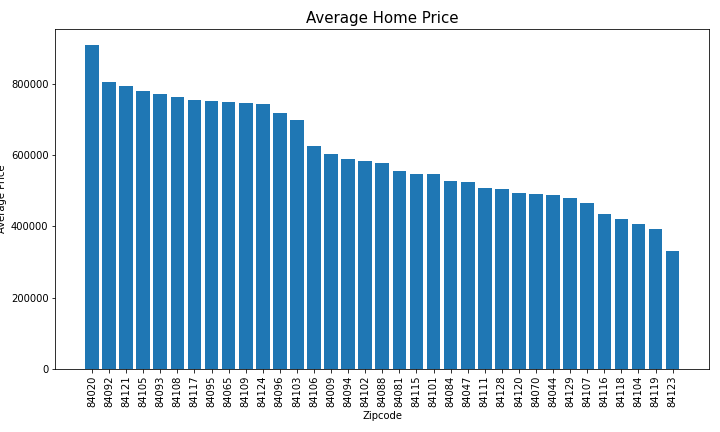 Average Home Price
Average Price
800000
600000
400000
200000
0
84020 84092 84121 84105 84093 84108 84117 84095 84065 84109 84124 84096 84103 84106 84009 84094 84102 84088 84081 84115 84101 84084 84047 84111 84128 84120 84070 84044 84129 84107 84116 84118 84104 84119 84123
Zipcode